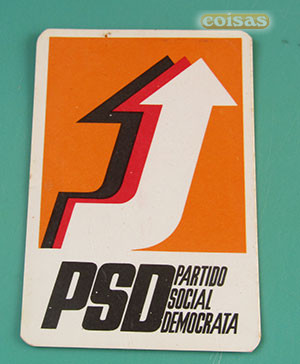 coisas
PSD
PARTIDO
SOCIAL
DEMOCRATA